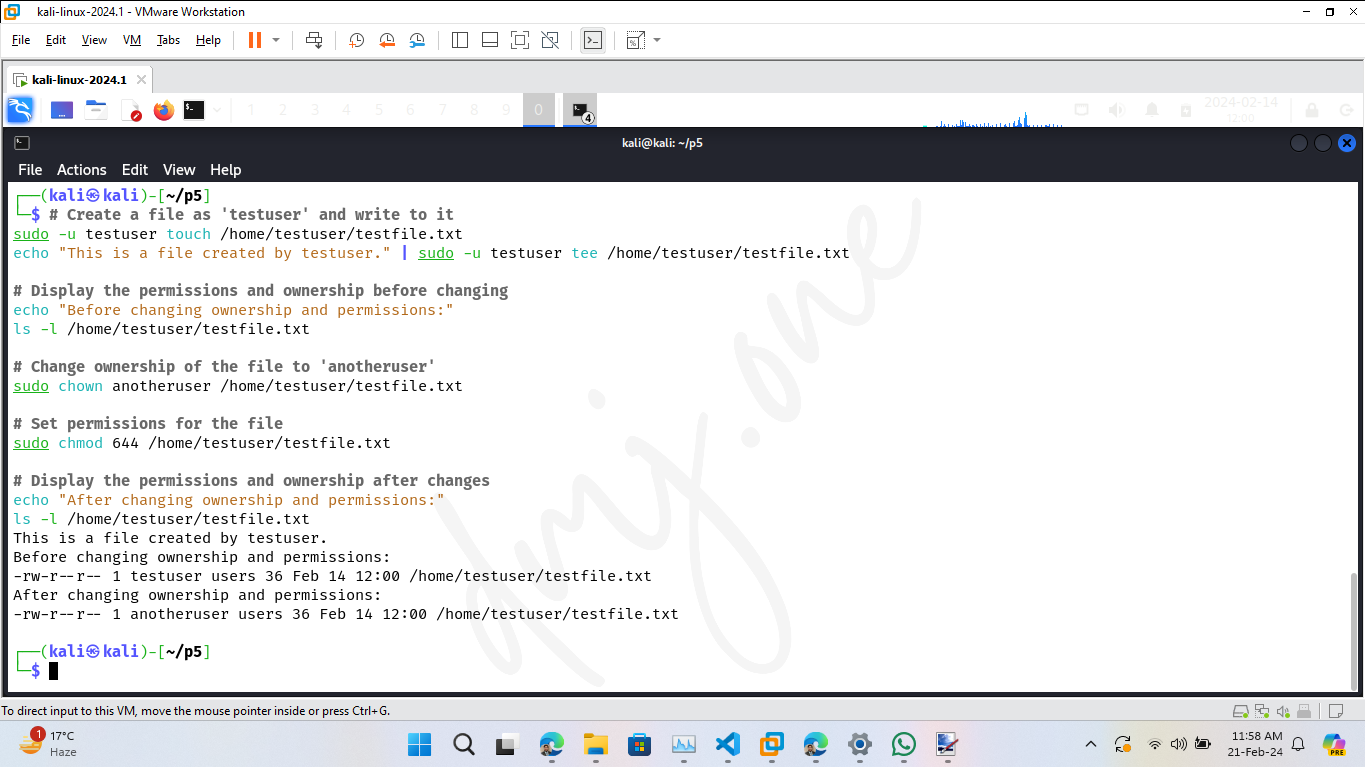 kali-linux-2024.1 - VMware Workstation
File Edit View VM Tabs Help
kali-linux-2024.1
1 2 3 4 5 6 7 8 9 0 4 2024-02-14
12:00
kali@kali: ~/p5
File Actions Edit View Help
┌──(kali㉿kali)-[~/p5]
└─$ # Create a file as 'testuser' and write to it
sudo -u testuser touch /home/testuser/testfile.txt
echo "This is a file created by testuser." | sudo -u testuser tee /home/testuser/testfile.txt
# Display the permissions and ownership before changing
echo "Before changing ownership and permissions:"
ls -l /home/testuser/testfile.txt
# Change ownership of the file to 'anotheruser'
sudo chown anotheruser /home/testuser/testfile.txt
# Set permissions for the file
sudo chmod 644 /home/testuser/testfile.txt
# Display the permissions and ownership after changes
echo "After changing ownership and permissions:"
ls -l /home/testuser/testfile.txt
This is a file created by testuser.
Before changing ownership and permissions:
-rw-r--r-- 1 testuser users 36 Feb 14 12:00 /home/testuser/testfile.txt
After changing ownership and permissions:
-rw-r--r-- 1 anotheruser users 36 Feb 14 12:00 /home/testuser/testfile.txt
┌──(kali㉿kali)-[~/p5]
└─$
dmj.one
To direct input to this VM, move the mouse pointer inside or press Ctrl+G.
1 17°C
Haze
11:58 AM
21-Feb-24
PRE